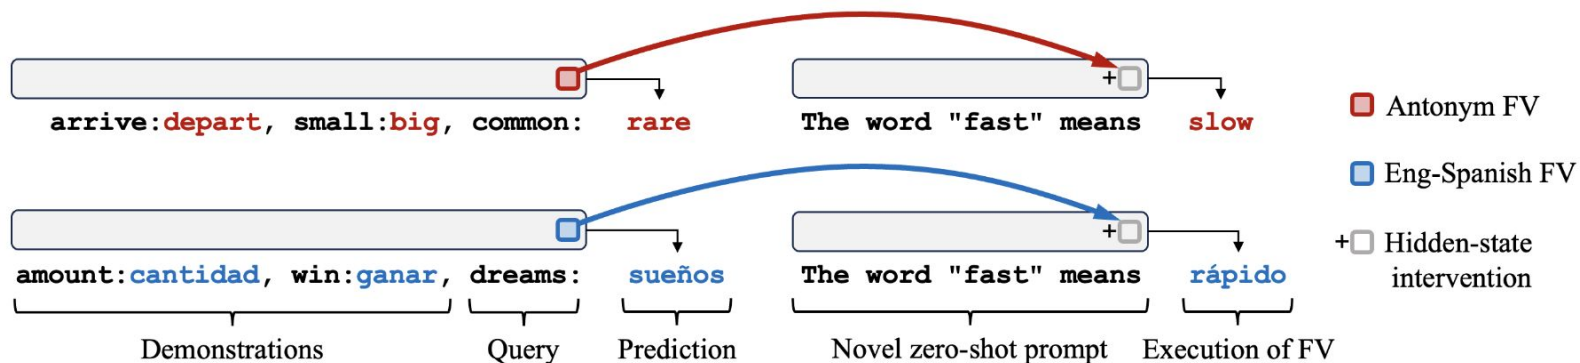 +
arrive:depart, small:big, common: rare
The word "fast" means slow
+
amount:cantidad, win:ganar, dreams: sueños
The word "fast" means rápido
Demonstrations
Query
Prediction
Novel zero-shot prompt
Execution of FV
Antonym FV
Eng-Spanish FV
+ Hidden-state
intervention